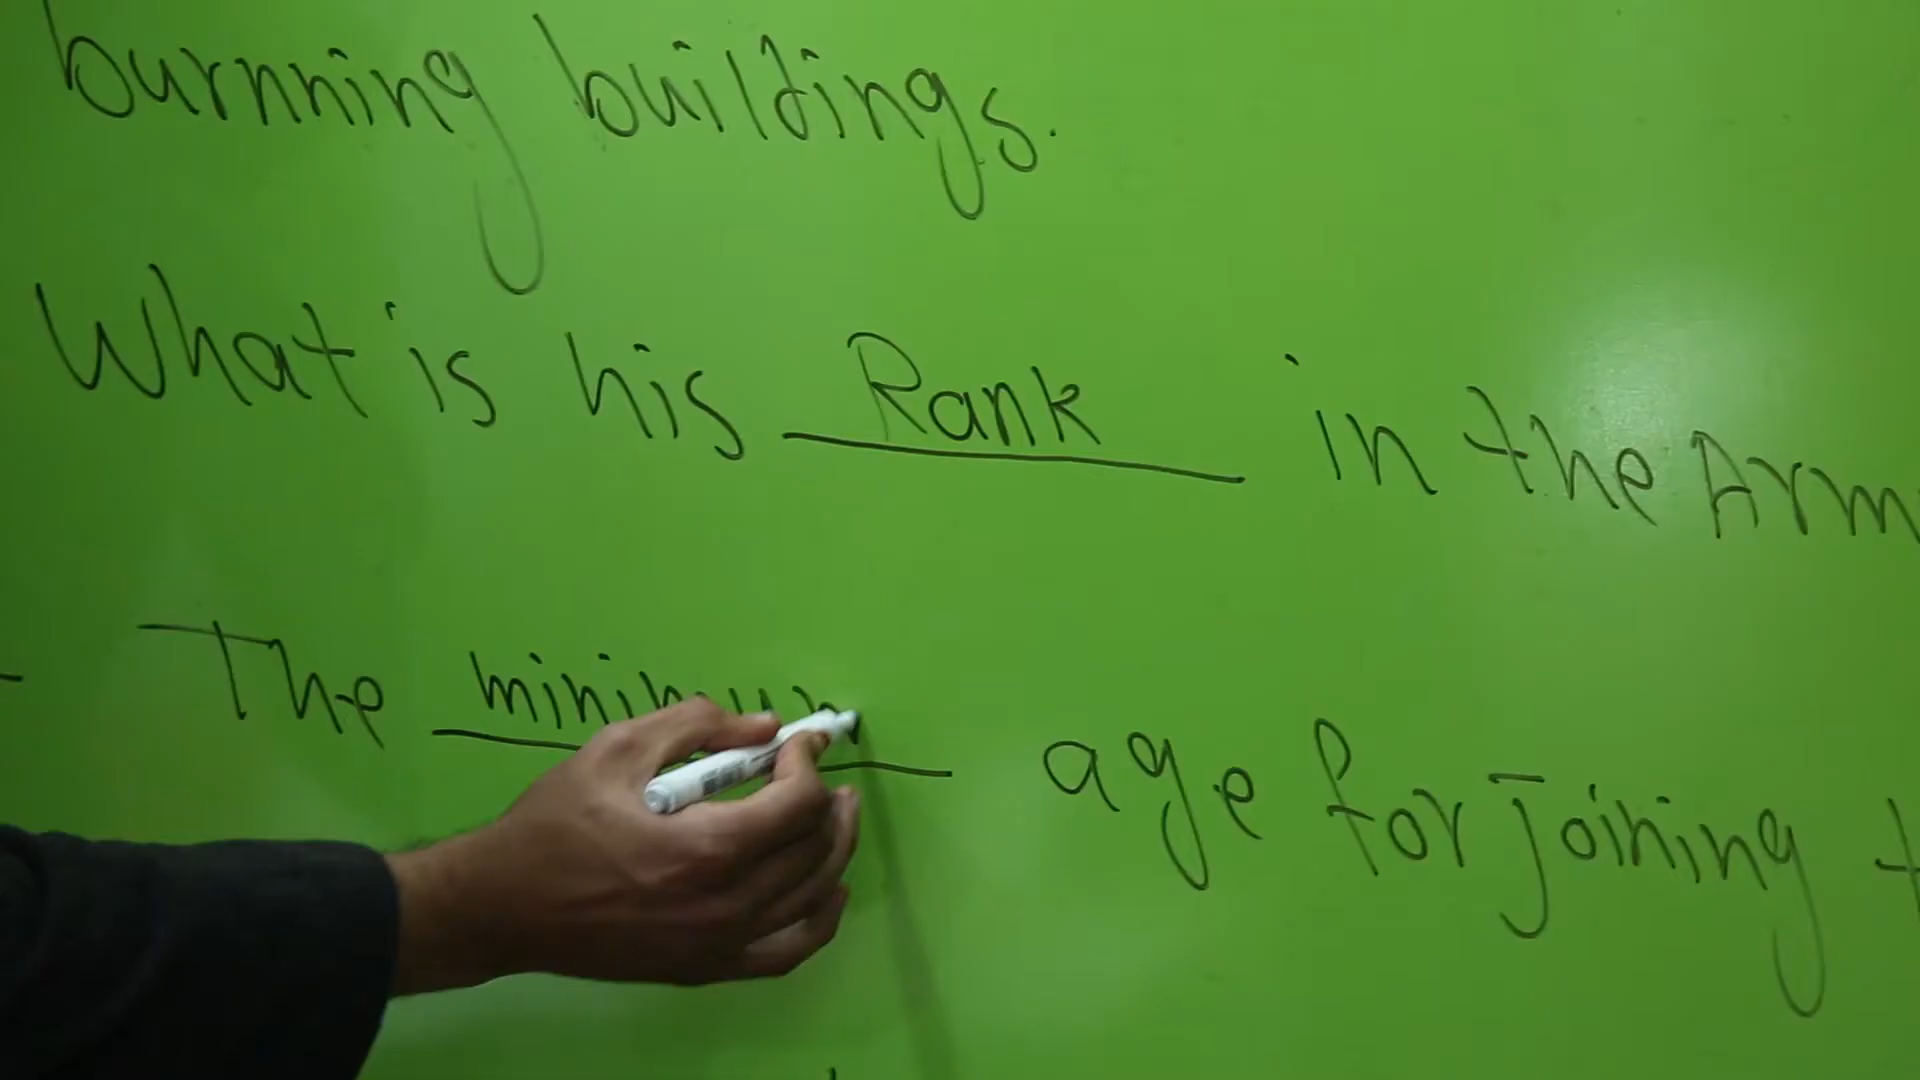 burnning buildings.
What is his Rank in the Arm
The minimum age for joining